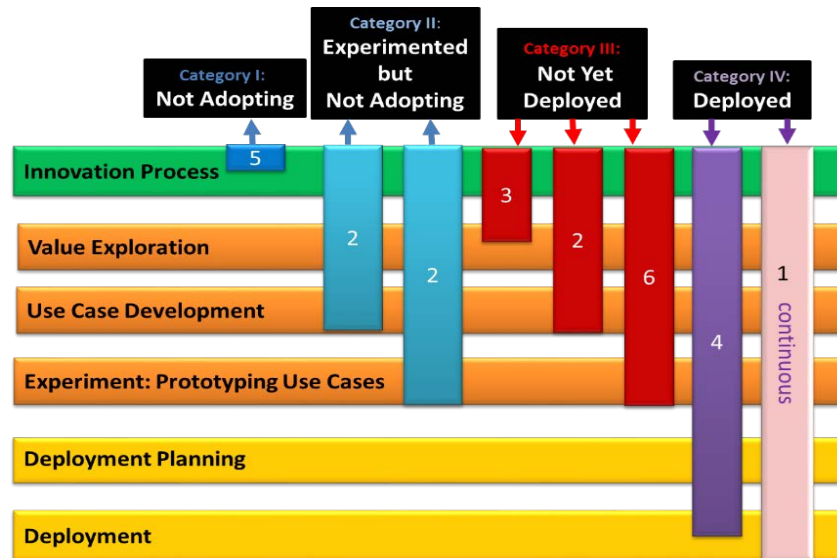 Category I:
Not Adopting
Category II:
Experimented
but
Not Adopting
Category III:
Not Yet
Deployed
Category IV:
Deployed
Innovation Process
Value Exploration
Use Case Development
Experiment: Prototyping Use Cases
Deployment Planning
Deployment
5
2
2
3
2
6
4
1
continuous